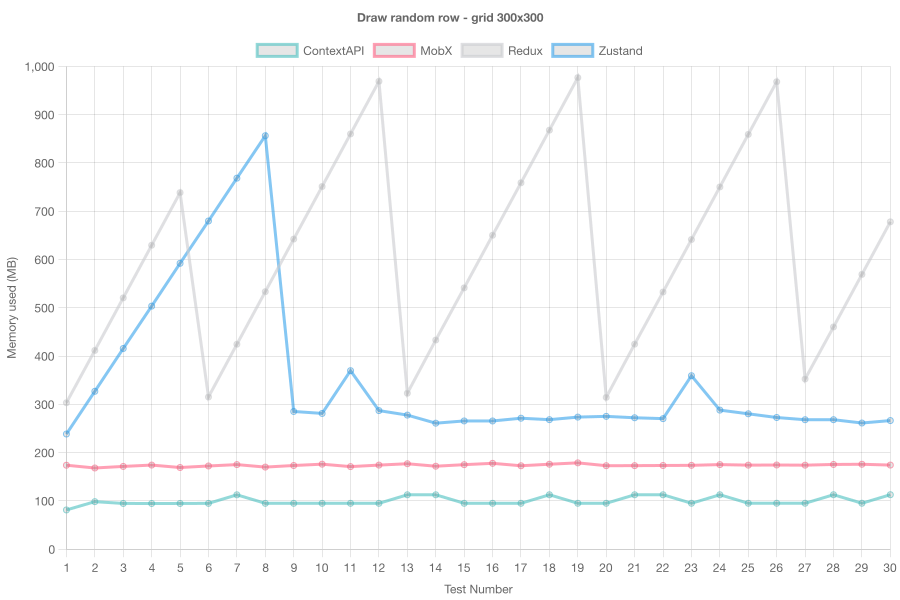 Draw random row - grid 300x300
ContextAPI MobX Redux Zustand
1,000
900
800
700
600
500
400
300
200
100
0
Memory used (MB)
1 2 3 4 5 6 7 8 9 10 11 12 13 14 15 16 17 18 19 20 21 22 23 24 25 26 27 28 29 30
Test Number